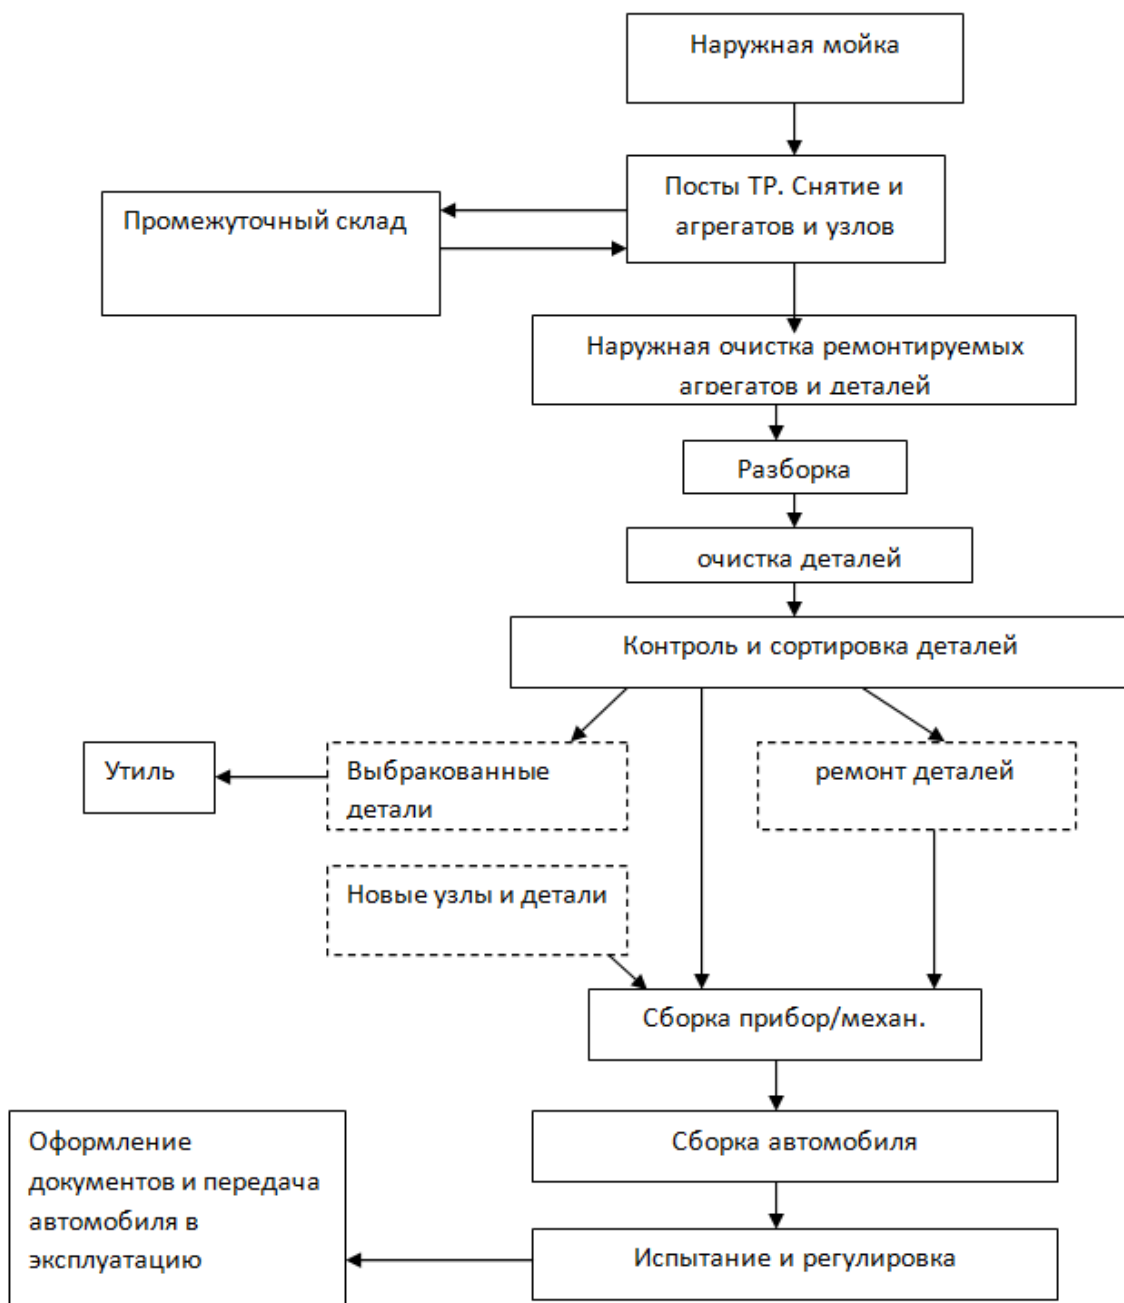 Наружная мойка
Посты ТР. Снятие и
агрегатов и узлов
Промежуточный склад
Наружная очистка ремонтируемых
агрегатов и деталей
Разборка
очистка деталей
Контроль и сортировка деталей
Утиль
Выбракованные
детали
ремонт деталей
Новые узлы и детали
Сборка прибор/механ.
Сборка автомобиля
Оформление
документов и передача
автомобиля в
эксплуатацию
Испытание и регулировка